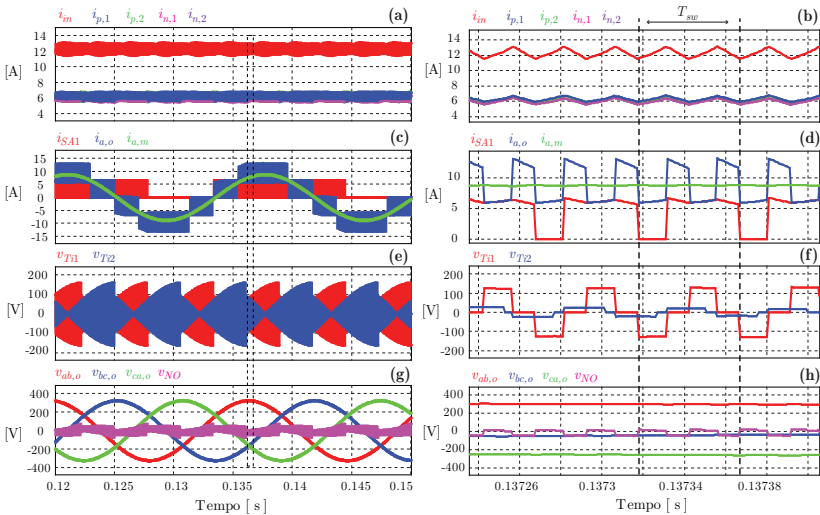 i_in i_p,1 i_p,2 i_n,1 i_n,2 (a)
14
12
10
[A]
8
6
4
i_in i_p,1 i_p,2 i_n,1 i_n,2 T_sw (b)
14
12
10
[A]
8
6
4
i_SA1 i_a,o i_a,m (c)
15
10
5
[A] 0
-5
-10
-15
i_SA1 i_a,o i_a,m (d)
10
[A]
5
0
v_Ti1 v_Ti2 (e)
200
100
[V] 0
-100
-200
v_Ti1 v_Ti2 (f)
200
100
[V] 0
-100
-200
v_ab,o v_bc,o v_ca,o v_NO (g)
400
200
[V] 0
-200
-400
0.12 0.125 0.13 0.135 0.14 0.145 0.15
Tempo [ s ]
v_ab,o v_bc,o v_ca,o v_NO (h)
400
200
[V] 0
-200
-400
0.13726 0.1373 0.13734 0.13738
Tempo [ s ]